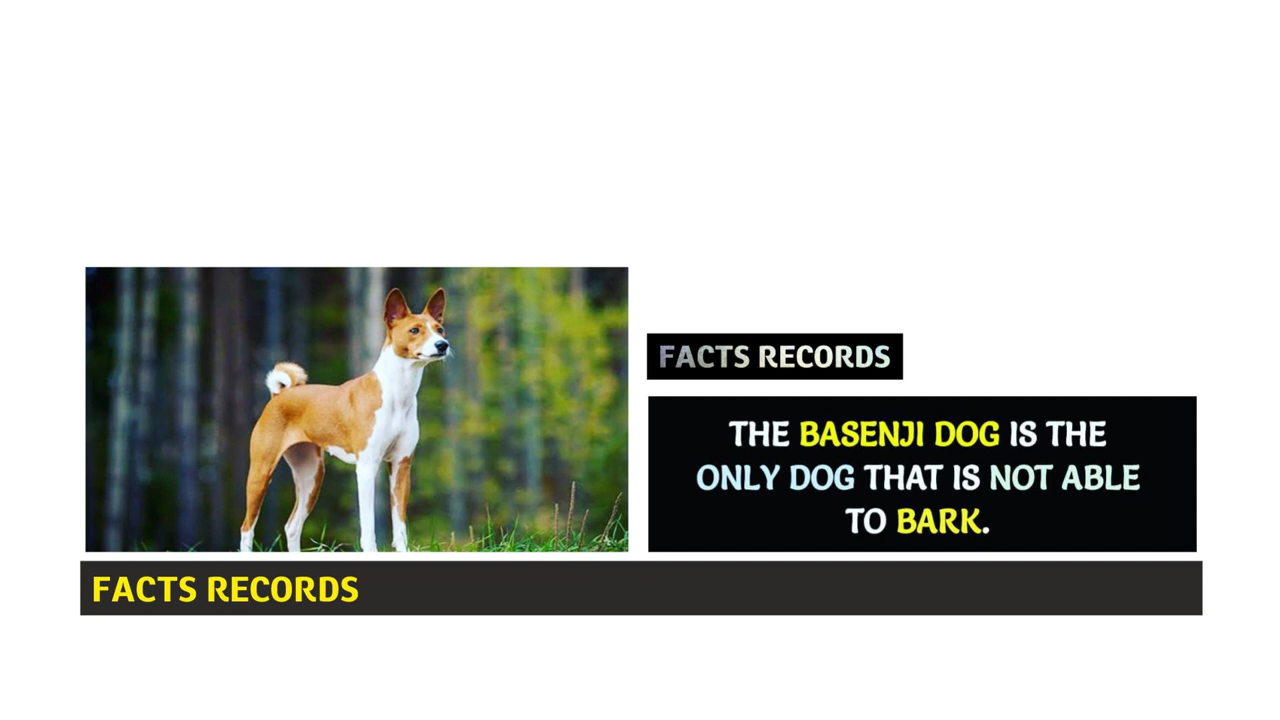 FACTS RECORDS
THE BASENJI DOG IS THE
ONLY DOG THAT IS NOT ABLE
TO BARK.
FACTS RECORDS